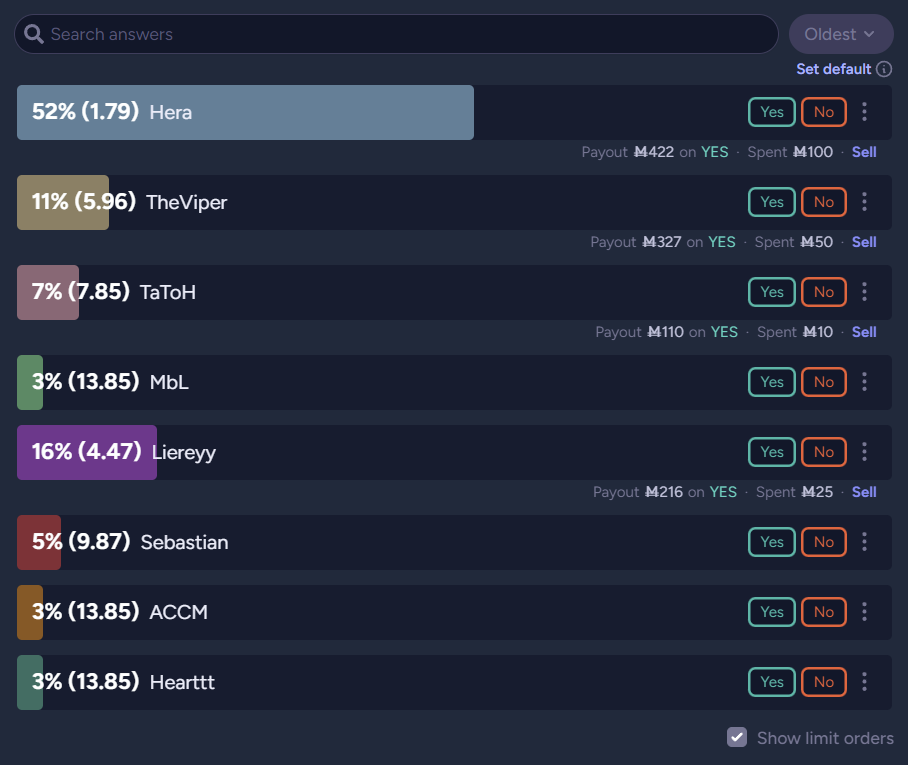 Search answers
Oldest
Set default
52% (1.79) Hera Yes No
Payout Ṁ422 on YES · Spent Ṁ100 · Sell
11% (5.96) TheViper Yes No
Payout Ṁ327 on YES · Spent Ṁ50 · Sell
7% (7.85) TaToH Yes No
Payout Ṁ110 on YES · Spent Ṁ10 · Sell
3% (13.85) MbL Yes No
16% (4.47) Liereyy Yes No
Payout Ṁ216 on YES · Spent Ṁ25 · Sell
5% (9.87) Sebastian Yes No
3% (13.85) ACCM Yes No
3% (13.85) Hearttt Yes No
Show limit orders